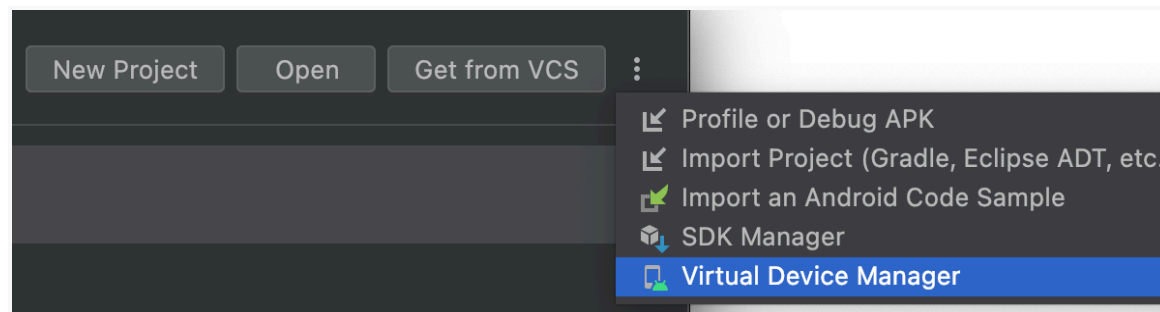 New Project Open Get from VCS
Profile or Debug APK
Import Project (Gradle, Eclipse ADT, etc.
Import an Android Code Sample
SDK Manager
Virtual Device Manager